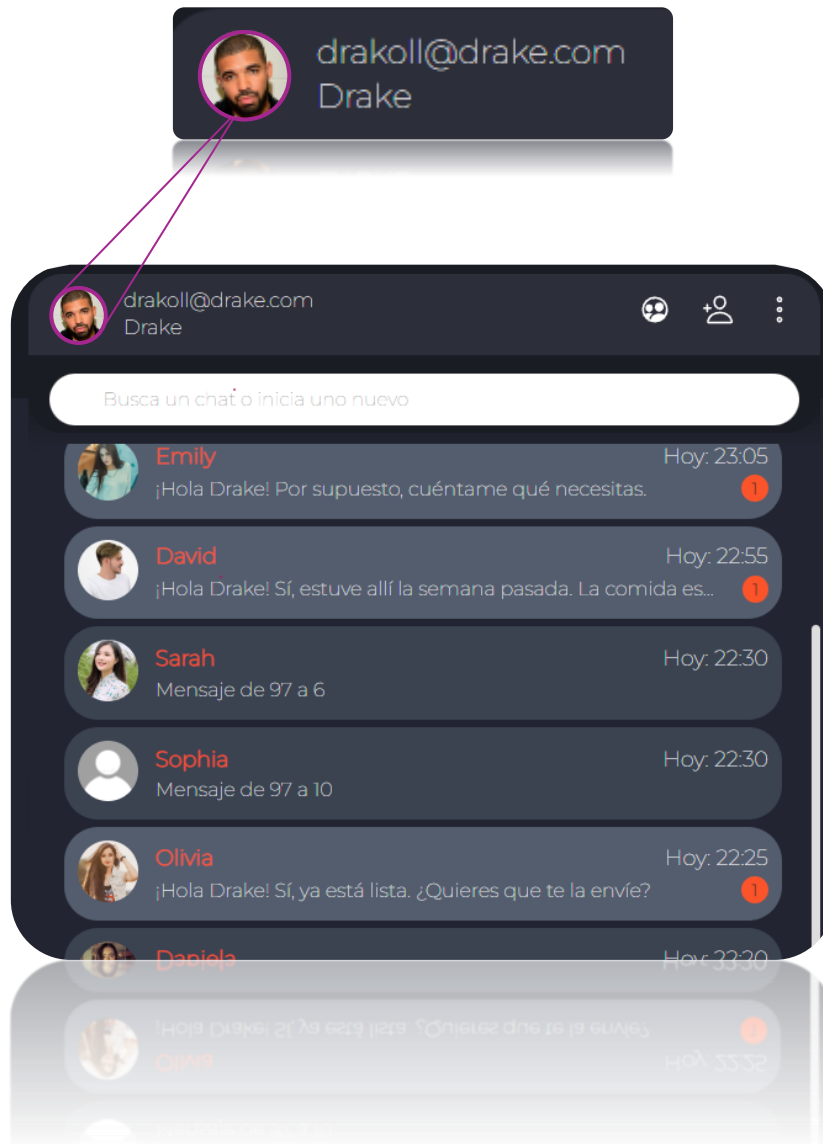 drakoll@drake.com
Drake
drakoll@drake.com
Drake
Busca un chat o inicia uno nuevo
Emily
Hoy: 23:05
¡Hola Drake! Por supuesto, cuéntame qué necesitas.
1
David
Hoy: 22:55
¡Hola Drake! Sí, estuve allí la semana pasada. La comida es...
1
Sarah
Hoy: 22:30
Mensaje de 97 a 6
Sophia
Hoy: 22:30
Mensaje de 97 a 10
Olivia
Hoy: 22:25
¡Hola Drake! Sí, ya está lista. ¿Quieres que te la envíe?
1
Daniela
Hoy: 22:20